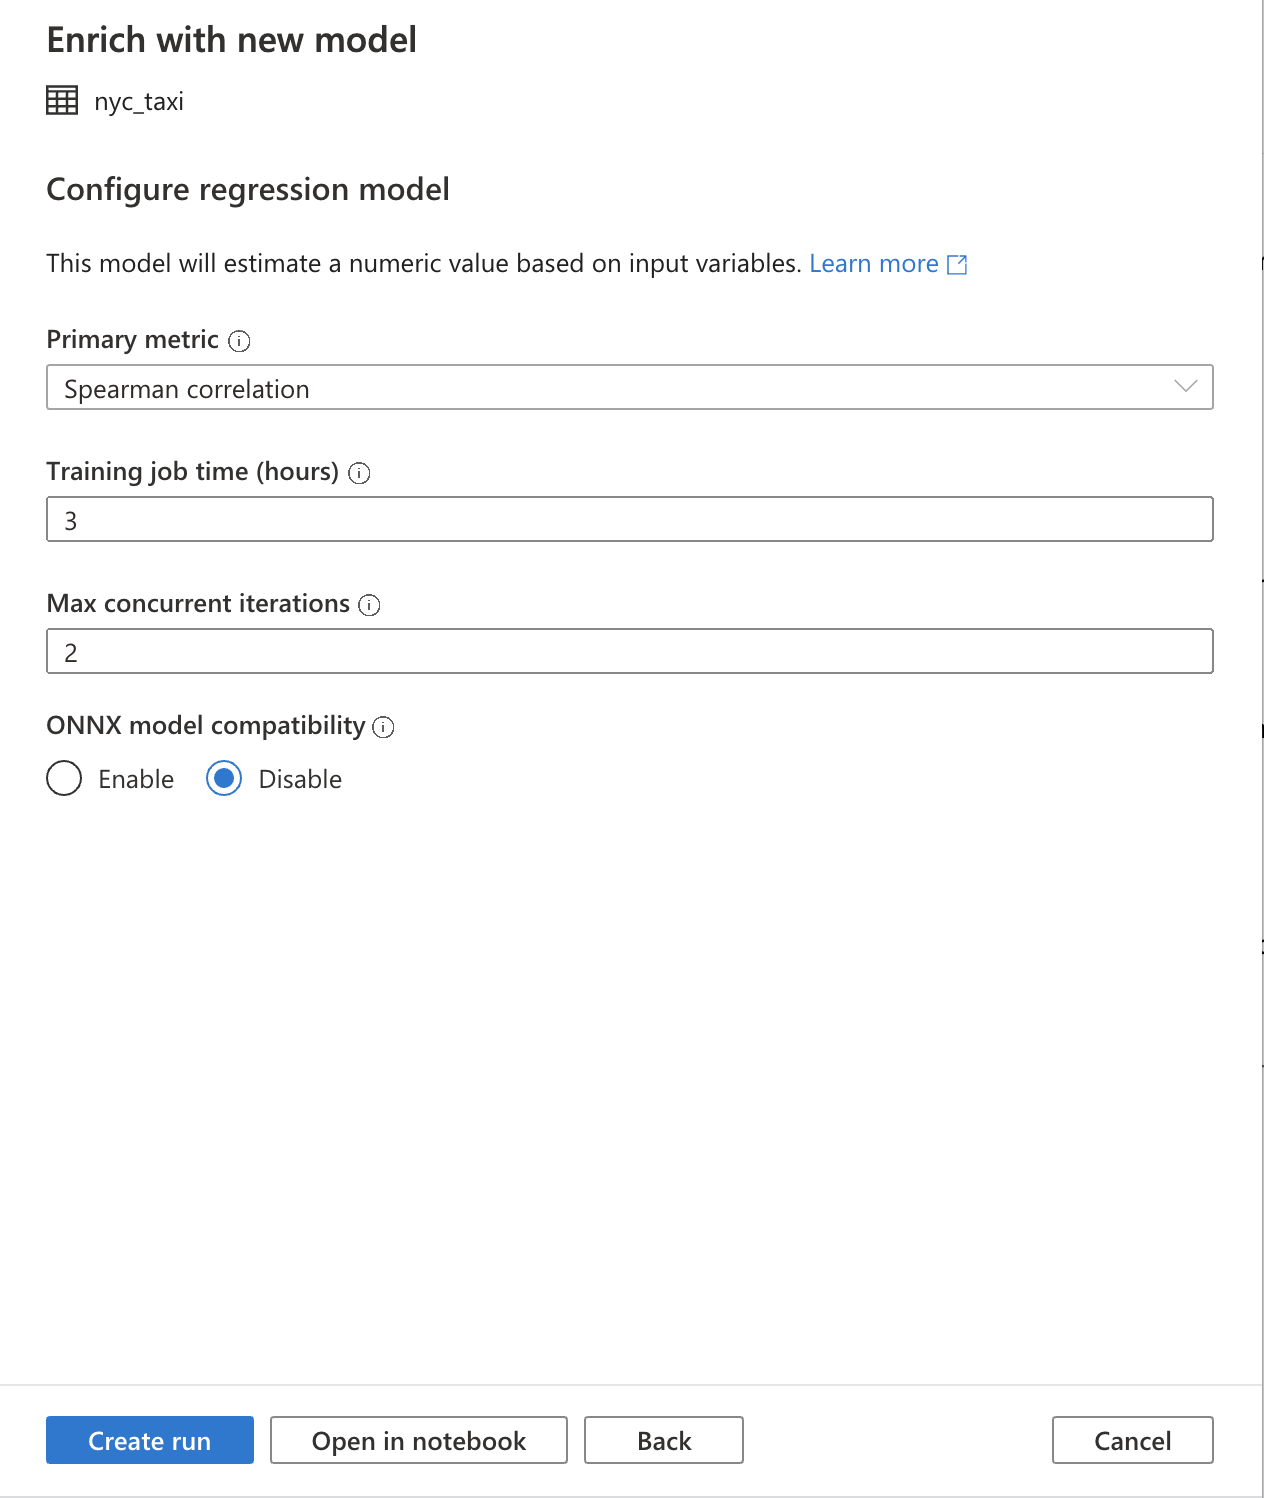 Enrich with new model
nyc_taxi
Configure regression model
This model will estimate a numeric value based on input variables. Learn more
Primary metric
Spearman correlation
Training job time (hours)
3
Max concurrent iterations
2
ONNX model compatibility
Enable Disable
Create run Open in notebook Back Cancel